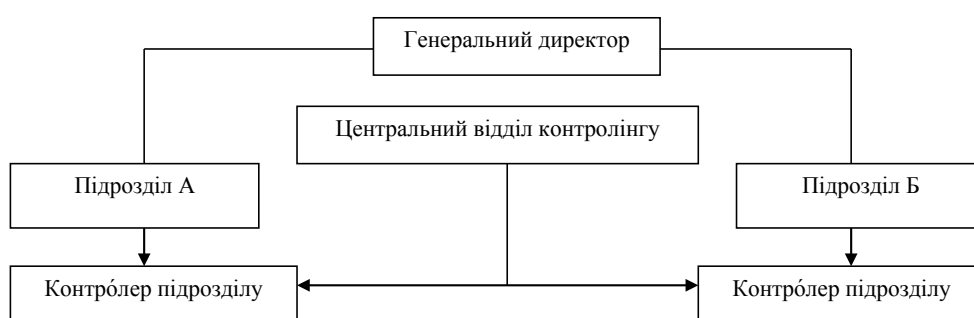 Генеральний директор
Центральний відділ контролінгу
Підрозділ А
Підрозділ Б
Контро́лер підрозділу
Контро́лер підрозділу